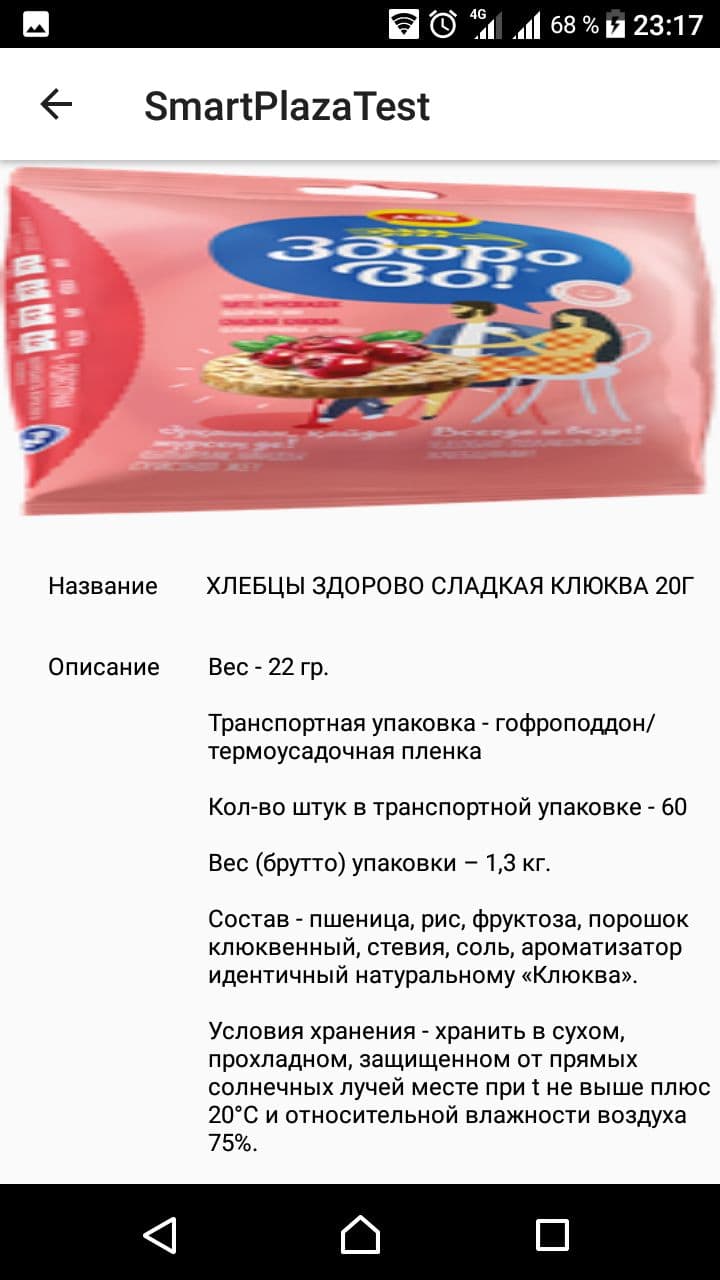 4G 68 % 23:17
SmartPlazaTest
Здоро
во!
Название ХЛЕБЦЫ ЗДОРОВО СЛАДКАЯ КЛЮКВА 20Г
Описание Вес - 22 гр.
Транспортная упаковка - гофроподдон/
термоусадочная пленка
Кол-во штук в транспортной упаковке - 60
Вес (брутто) упаковки – 1,3 кг.
Состав - пшеница, рис, фруктоза, порошок
клюквенный, стевия, соль, ароматизатор
идентичный натуральному «Клюква».
Условия хранения - хранить в сухом,
прохладном, защищенном от прямых
солнечных лучей месте при t не выше плюс
20°С и относительной влажности воздуха
75%.